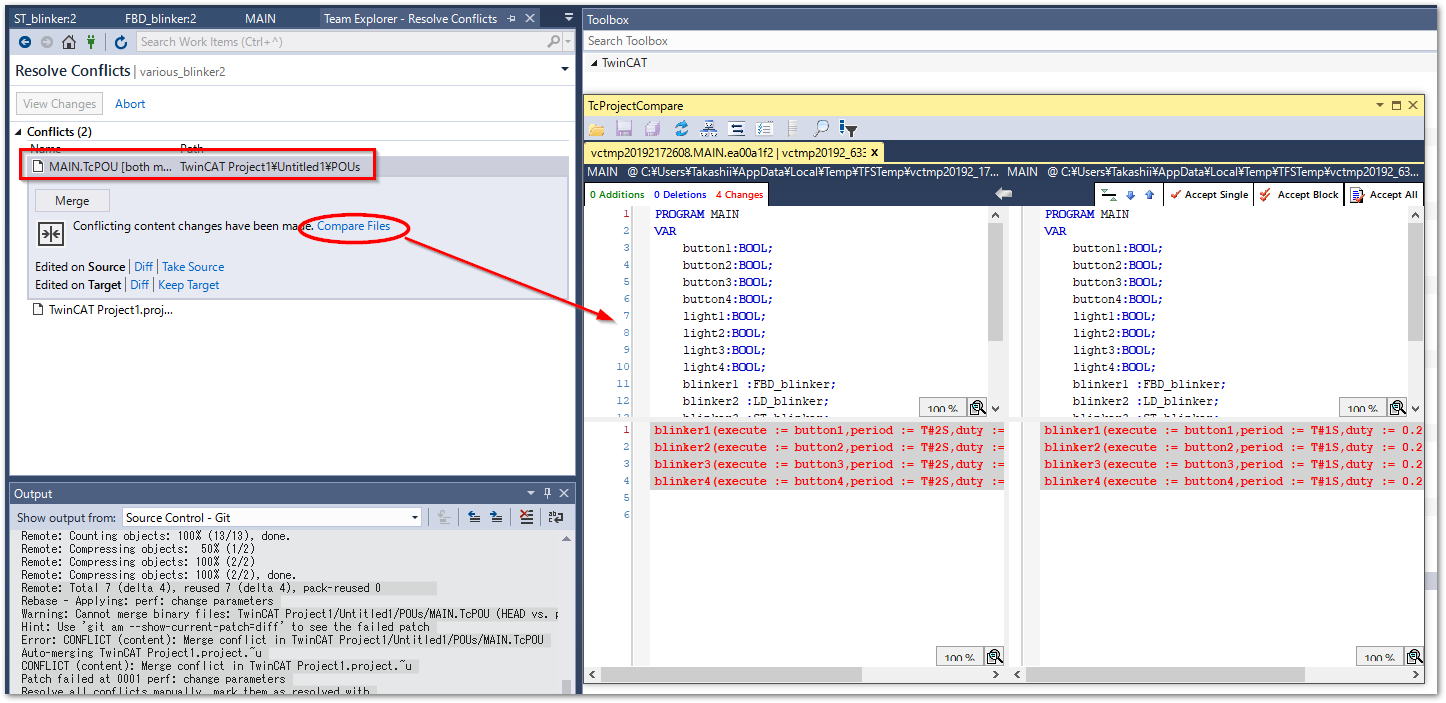 ST_blinker:2 FBD_blinker:2 MAIN Team Explorer - Resolve Conflicts
Search Work Items (Ctrl+^)
Resolve Conflicts | various_blinker2
View Changes Abort
Conflicts (2)
Name Path
MAIN.TcPOU [both m... TwinCAT Project1¥Untitled1¥POUs
Merge
Conflicting content changes have been made. Compare Files
Edited on Source | Diff | Take Source
Edited on Target | Diff | Keep Target
TwinCAT Project1.proj...
Output
Show output from: Source Control - Git
Remote: Counting objects: 100% (13/13), done.
Remote: Compressing objects:  50% (1/2)
Remote: Compressing objects: 100% (2/2)
Remote: Compressing objects: 100% (2/2), done.
Remote: Total 7 (delta 4), reused 7 (delta 4), pack-reused 0
Rebase - Applying: perf: change parameters
Warning: Cannot merge binary files: TwinCAT Project1/Untitled1/POUs/MAIN.TcPOU (HEAD vs. p
Hint: Use 'git am --show-current-patch=diff' to see the failed patch
Error: CONFLICT (content): Merge conflict in TwinCAT Project1/Untitled1/POUs/MAIN.TcPOU
Auto-merging TwinCAT Project1.project.~u
CONFLICT (content): Merge conflict in TwinCAT Project1.project.~u
Patch failed at 0001 perf: change parameters
Resolve all conflicts manually, mark them as resolved with
Toolbox
Search Toolbox
TwinCAT
TcProjectCompare
vctmp20192172608.MAIN.ea00a1f2 | vctmp20192_633 x
MAIN @ C:¥Users¥Takashii¥AppData¥Local¥Temp¥TFSTemp¥vctmp20192_17... MAIN @ C:¥Users¥Takashii¥AppData¥Local¥Temp¥TFSTemp¥vctmp20192_63...
0 Additions 0 Deletions 4 Changes Accept Single Accept Block Accept All
1 PROGRAM MAIN
2 VAR
3 button1:BOOL;
4 button2:BOOL;
5 button3:BOOL;
6 button4:BOOL;
7 light1:BOOL;
8 light2:BOOL;
9 light3:BOOL;
10 light4:BOOL;
11 blinker1 :FBD_blinker;
12 blinker2 :LD_blinker;
13 blinker3 :ST_blinker;
100 %
PROGRAM MAIN
VAR
button1:BOOL;
button2:BOOL;
button3:BOOL;
button4:BOOL;
light1:BOOL;
light2:BOOL;
light3:BOOL;
light4:BOOL;
blinker1 :FBD_blinker;
blinker2 :LD_blinker;
blinker3 :ST_blinker;
100 %
1 blinker1(execute := button1,period := T#2S,duty :=
2 blinker2(execute := button2,period := T#2S,duty :=
3 blinker3(execute := button3,period := T#2S,duty :=
4 blinker4(execute := button4,period := T#2S,duty :=
5
6
100 %
blinker1(execute := button1,period := T#1S,duty := 0.2
blinker2(execute := button2,period := T#1S,duty := 0.2
blinker3(execute := button3,period := T#1S,duty := 0.2
blinker4(execute := button4,period := T#1S,duty := 0.2
100 %